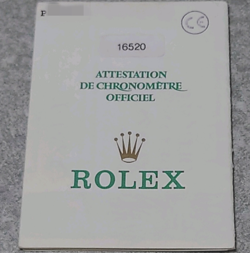 P
16520
ATTESTATION
DE CHRONOMÈTRE
OFFICIEL
ROLEX